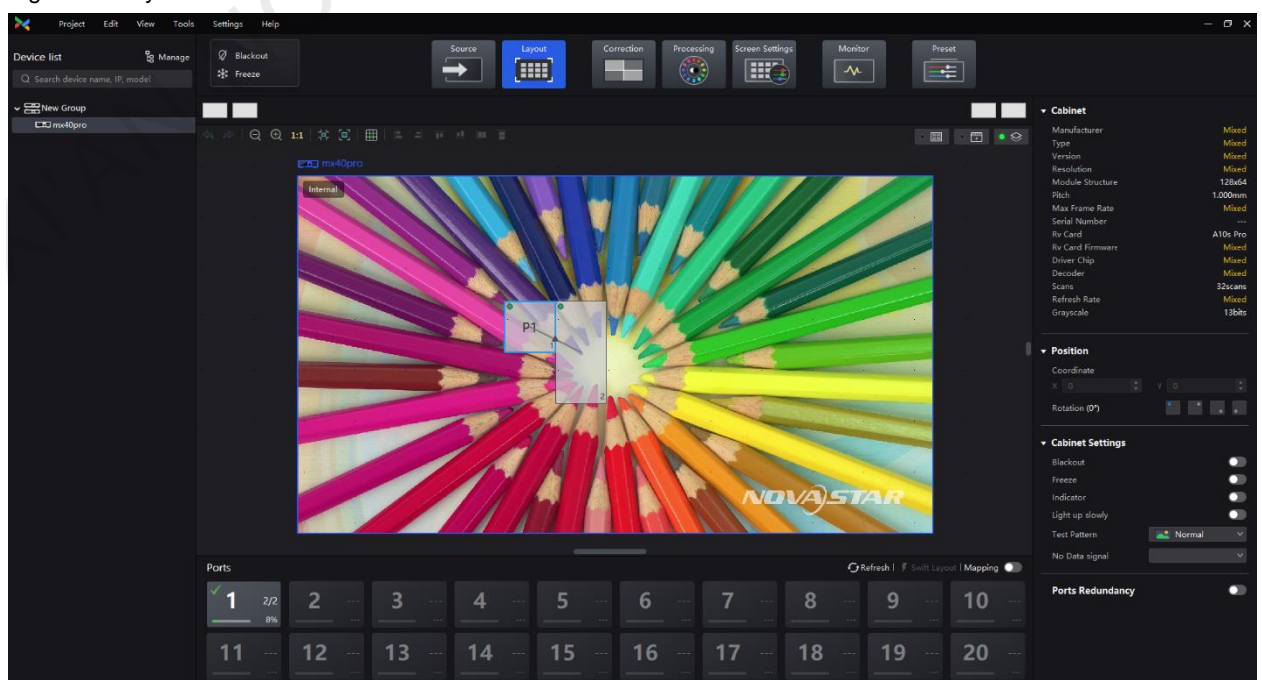 Project Edit View Tools Settings Help
Device list Manage
Search device name, IP, model
New Group
mx40pro
Blackout
Freeze
Source
Layout
Correction
Processing
Screen Settings
Monitor
Preset
1:1
mx40pro
Internal
P1
1
2
NOVASTAR
Ports
Refresh | Swift Layout | Mapping
1 2/2 8%
2 --- ---
3 --- ---
4 --- ---
5 --- ---
6 --- ---
7 --- ---
8 --- ---
9 --- ---
10 --- ---
11 --- ---
12 --- ---
13 --- ---
14 --- ---
15 --- ---
16 --- ---
17 --- ---
18 --- ---
19 --- ---
20 --- ---
Cabinet
Manufacturer Mixed
Type Mixed
Version Mixed
Resolution Mixed
Module Structure 128x64
Pitch 1.000mm
Max Frame Rate Mixed
Serial Number ---
Rv Card A10s Pro
Rv Card Firmware Mixed
Driver Chip Mixed
Decoder Mixed
Scans 32scans
Refresh Rate Mixed
Grayscale 13bits
Position
Coordinate
X 0 Y 0
Rotation (0°)
Cabinet Settings
Blackout
Freeze
Indicator
Light up slowly
Test Pattern Normal
No Data signal
Ports Redundancy